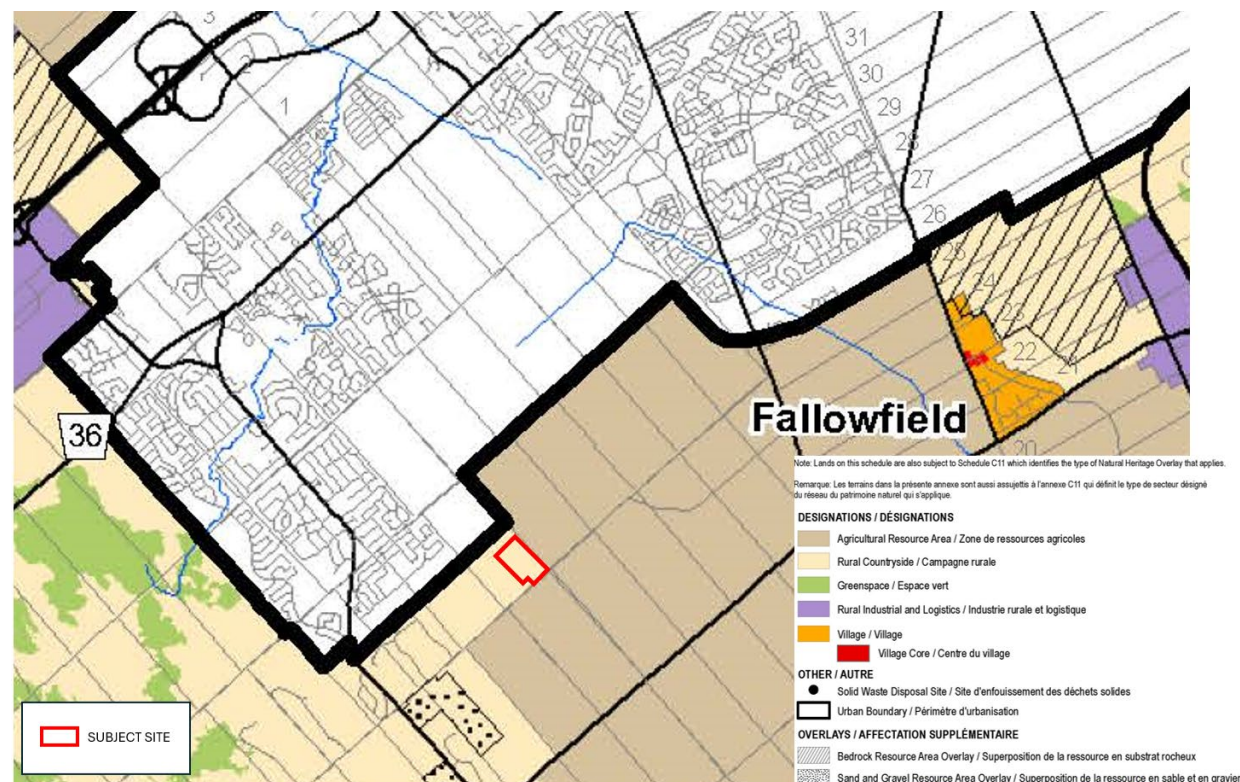 3
2
1
31
30
29
28
27
26
25
24
23
22
21
20
36
Fallowfield
Note: Lands on this schedule are also subject to Schedule C11 which identifies the type of Natural Heritage Overlay that applies.
Remarque: Les terrains dans la présente annexe sont aussi assujettis à l'annexe C11 qui définit le type de secteur désigné
du réseau du patrimoine naturel qui s'applique.
DESIGNATIONS / DÉSIGNATIONS
Agricultural Resource Area / Zone de ressources agricoles
Rural Countryside / Campagne rurale
Greenspace / Espace vert
Rural Industrial and Logistics / Industrie rurale et logistique
Village / Village
Village Core / Centre du village
OTHER / AUTRE
Solid Waste Disposal Site / Site d'enfouissement des déchets solides
Urban Boundary / Périmètre d'urbanisation
OVERLAYS / AFFECTATION SUPPLÉMENTAIRE
Bedrock Resource Area Overlay / Superposition de la ressource en substrat rocheux
Sand and Gravel Resource Area Overlay / Superposition de la ressource en sable et en gravier
SUBJECT SITE